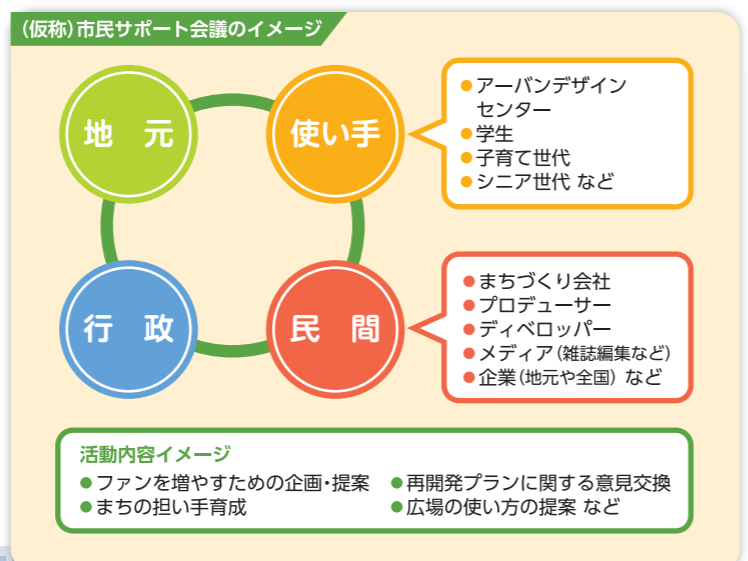 （仮称）市民サポート会議のイメージ
地　元
使い手
●アーバンデザイン
センター
●学生
●子育て世代
●シニア世代 など
行　政
民　間
●まちづくり会社
●プロデューサー
●ディベロッパー
●メディア（雑誌編集など）
●企業（地元や全国） など
活動内容イメージ
●ファンを増やすための企画・提案
●まちの担い手育成
●再開発プランに関する意見交換
●広場の使い方の提案 など